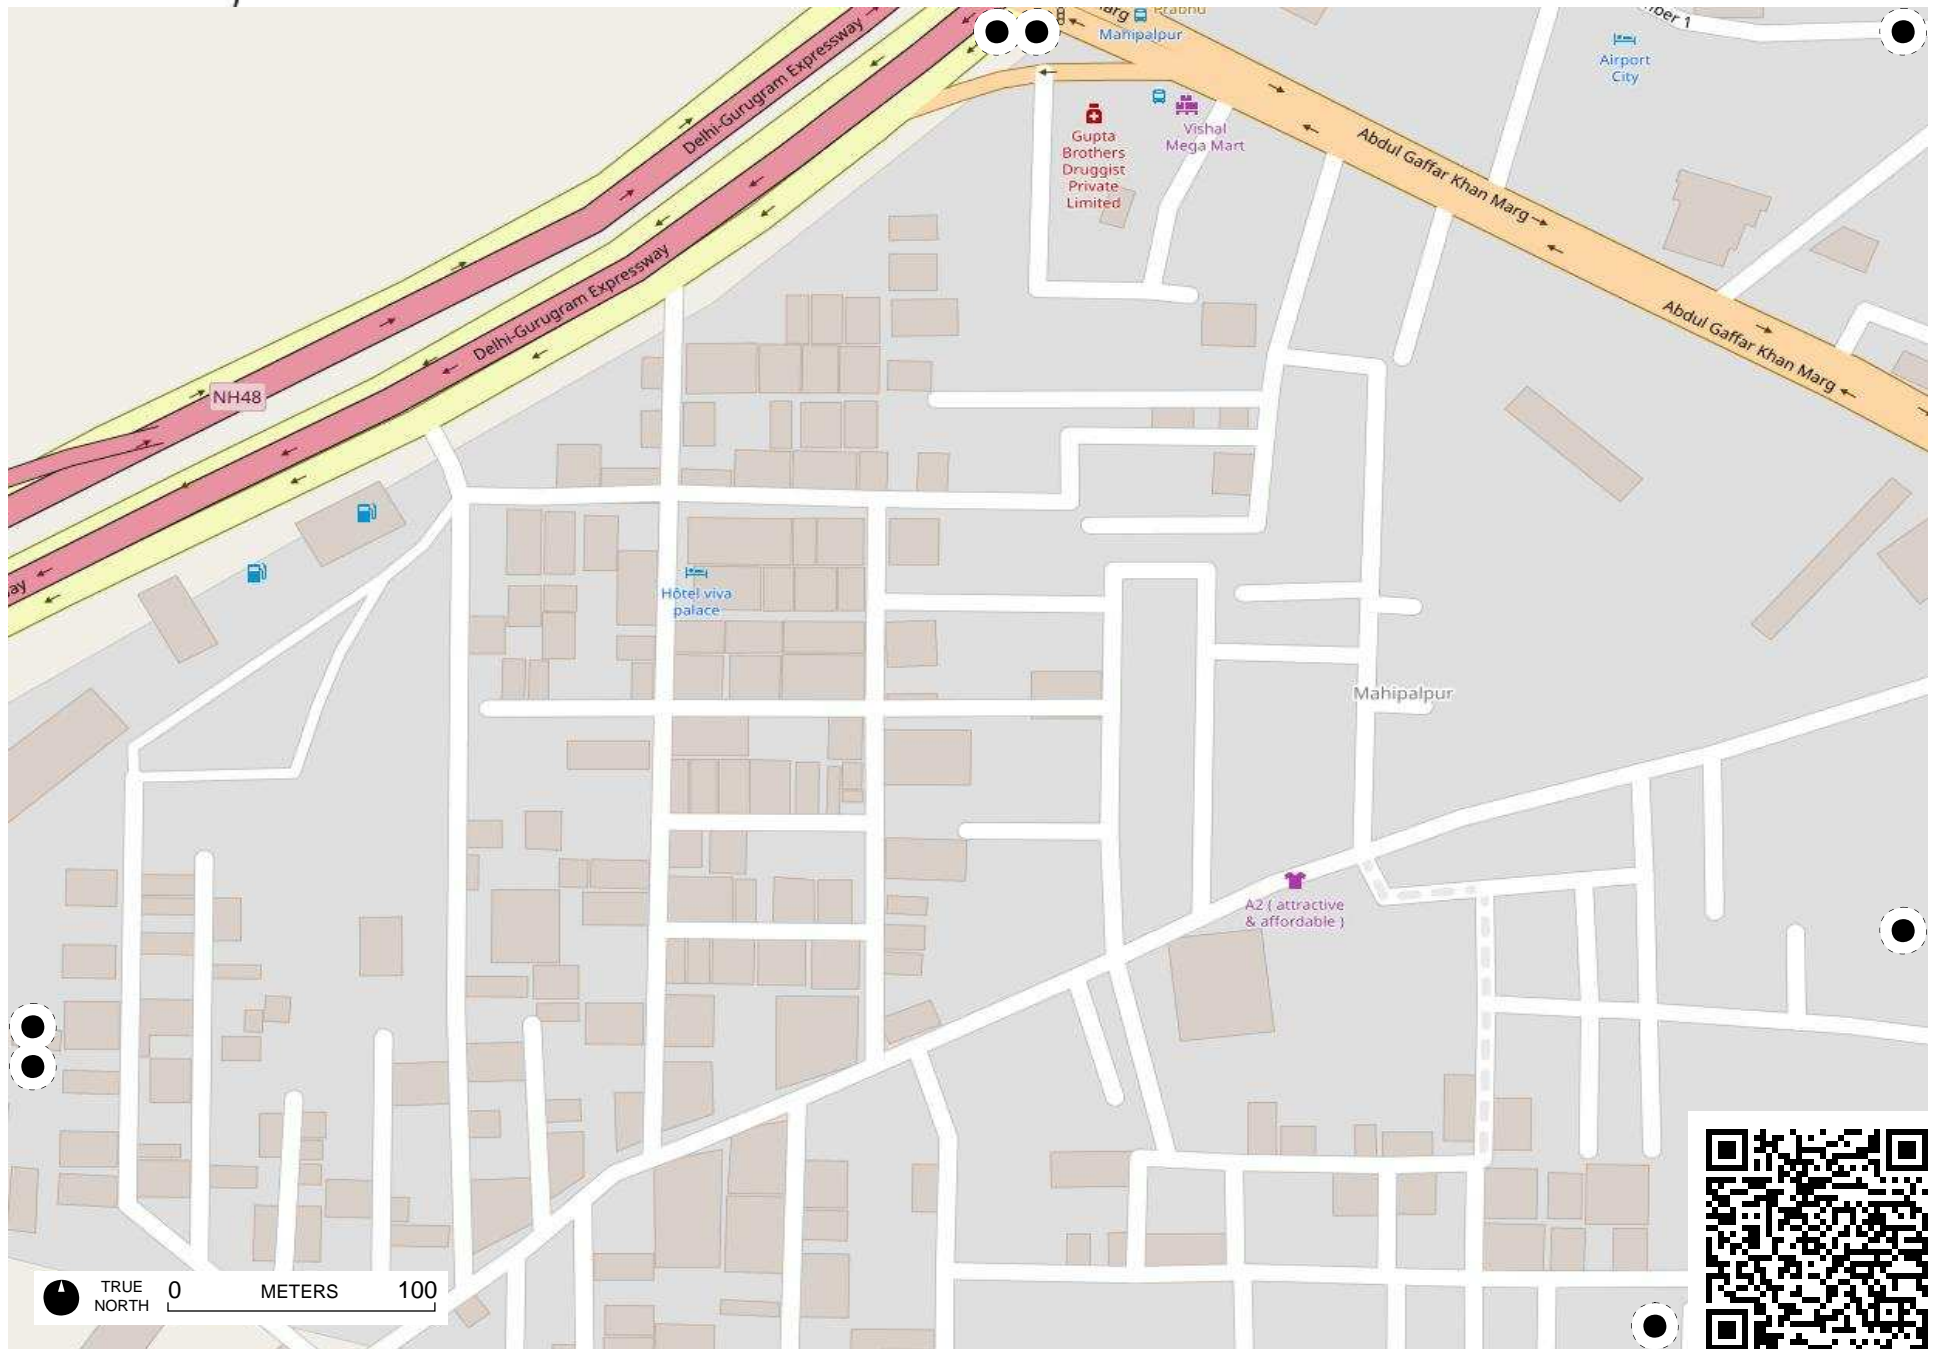 Delhi-Gurugram Expressway
Mahipalpur
Airport
City
Gupta
Brothers
Druggist
Private
Limited
Vishal
Mega Mart
Abdul Gaffar Khan Marg
Delhi-Gurugram Expressway
Abdul Gaffar Khan Marg
NH48
Hôtel viva
palace
Mahipalpur
A2 ( attractive
& affordable )
TRUE
NORTH
0 METERS 100